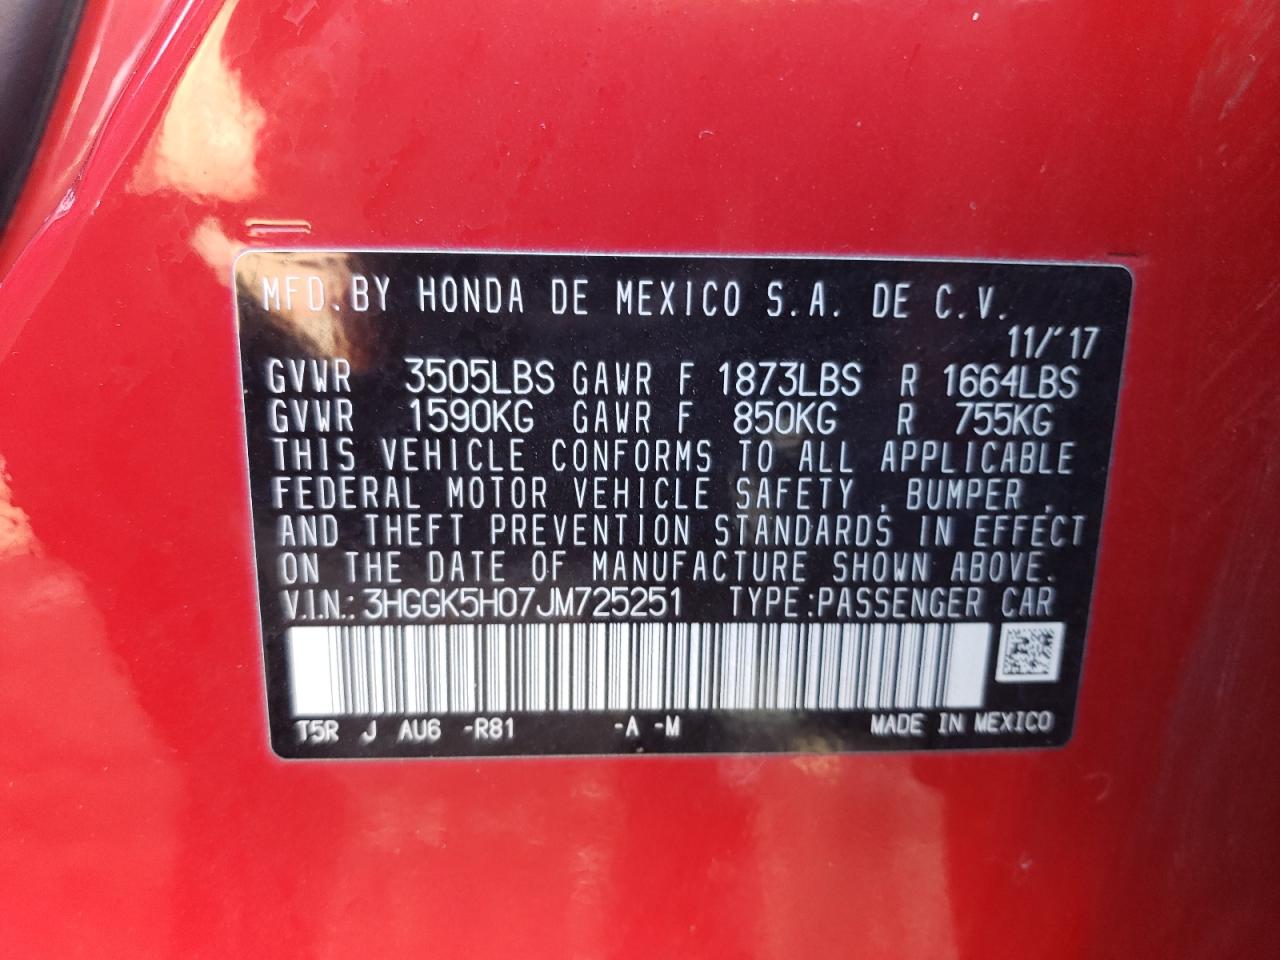 MFD.BY HONDA DE MEXICO S.A. DE C.V.
11/'17
GVWR 3505LBS GAWR F 1873LBS R 1664LBS
GVWR 1590KG GAWR F 850KG R 755KG
THIS VEHICLE CONFORMS TO ALL APPLICABLE
FEDERAL MOTOR VEHICLE SAFETY , BUMPER ,
AND THEFT PREVENTION STANDARDS IN EFFECT
ON THE DATE OF MANUFACTURE SHOWN ABOVE.
V.I.N.: 3HGGK5H07JM725251 TYPE:PASSENGER CAR
T5R J AU6 -R81 -A -M MADE IN MEXICO